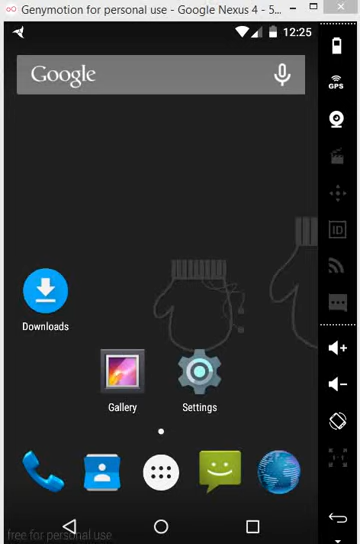 Genymotion for personal use - Google Nexus 4 - 5...
12:25
Google
GPS
ID
Downloads
Gallery
Settings
free for personal use